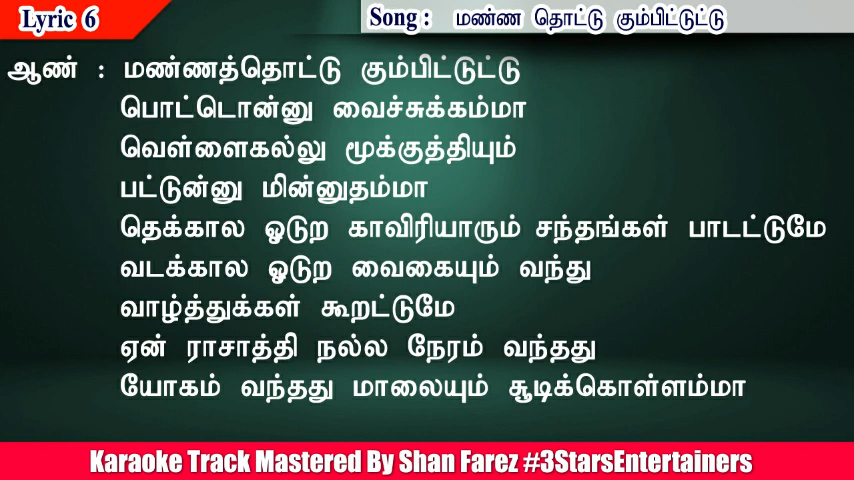 Lyric 6
Song : மண்ண தொட்டு கும்பிட்டுட்டு
ஆண் : மண்ணத்தொட்டு கும்பிட்டுட்டு
பொட்டொன்னு வைச்சுக்கம்மா
வெள்ளைகல்லு மூக்குத்தியும்
பட்டுன்னு மின்னுதம்மா
தெக்கால ஓடுற காவிரியாரும் சந்தங்கள் பாடட்டுமே
வடக்கால ஓடுற வைகையும் வந்து
வாழ்த்துக்கள் கூறட்டுமே
ஏன் ராசாத்தி நல்ல நேரம் வந்தது
யோகம் வந்தது மாலையும் சூடிக்கொள்ளம்மா
Karaoke Track Mastered By Shan Farez #3StarsEntertainers